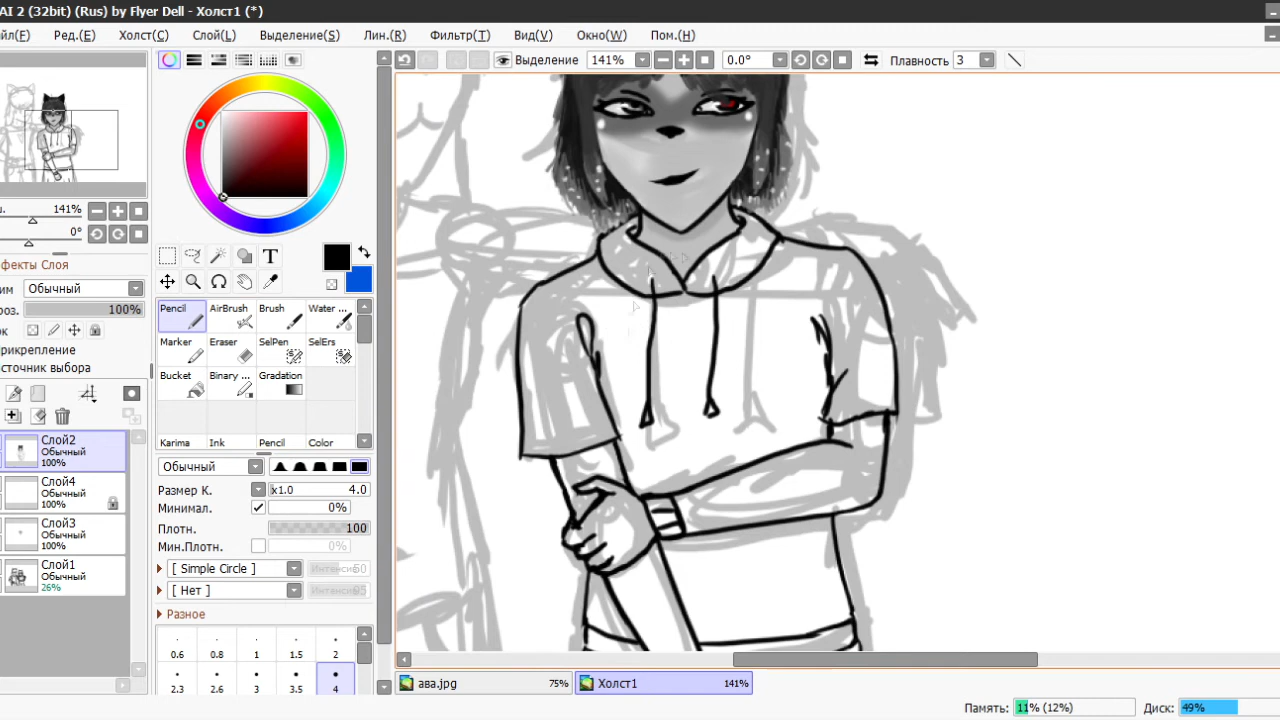 AI 2 (32bit) (Rus) by Flyer Dell - Холст1 (*)
йл(F) Ред.(E) Холст(C) Слой(L) Выделение(S) Лин.(R) Фильтр(T) Вид(V) Окно(W) Пом.(H)
Выделение 141% 0.0° Плавность 3
u. 141%
0°
фекты Слоя
им Обычный
роз. 100%
ок
прикрепление
источник выбора
Слой2
Обычный
100%
Слой4
Обычный
100%
Слой3
Обычный
100%
Слой1
Обычный
26%
T
Pencil AirBrush Brush Water ...
Marker Eraser SelPen SelErs
Bucket Binary ... Gradation
Karima Ink Pencil Color
Обычный
Размер К. x1.0 4.0
Минимал. 0%
Плотн. 100
Мин.Плотн. 0%
[ Simple Circle ] Интенсив 50
[ Нет ]
Разное
0.6 0.8 1 1.5 2
2.3 2.6 3 3.5 4
ава.jpg 75% Холст1 141%
Память: 11% (12%) Диск: 49%